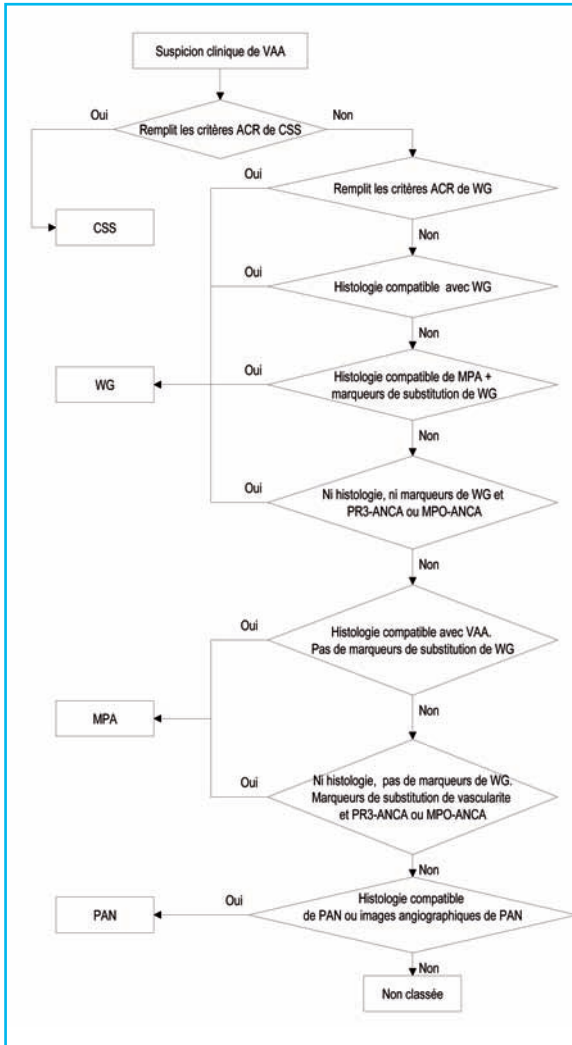 Suspicion clinique de VAA
Oui
Remplit les critères ACR de CSS
Non
CSS
Oui
Remplit les critères ACR de WG
Non
Oui
Histologie compatible avec WG
Non
Oui
Histologie compatible de MPA +
marqueurs de substitution de WG
WG
Non
Oui
Ni histologie, ni marqueurs de WG et
PR3-ANCA ou MPO-ANCA
Non
Oui
Histologie compatible avec VAA.
Pas de marqueurs de substitution de WG
MPA
Non
Oui
Ni histologie, pas de marqueurs de WG.
Marqueurs de substitution de vascularite
et PR3-ANCA ou MPO-ANCA
Non
Oui
PAN
Histologie compatible
de PAN ou images angiographiques de PAN
Non
Non classée